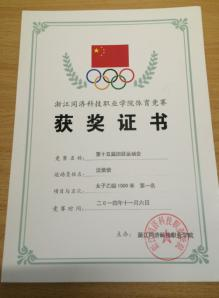 浙江同济科技职业学院体育竞赛
获奖证书
竞赛名称: 第十五届田径运动会
运动员姓名:
项目与名次: 女子乙组1500米 第一名
竞赛时间: 二〇一四年十一月六日
主办: 浙江同济科技职业学院